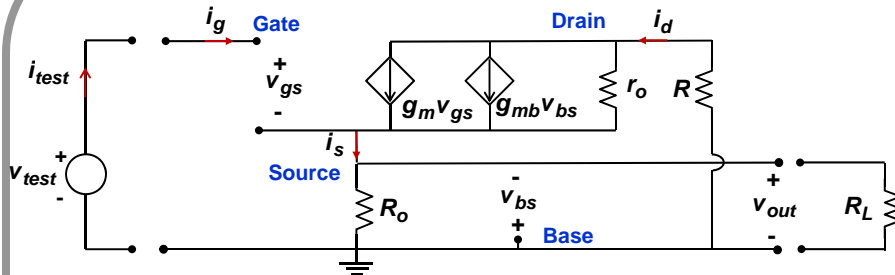 i_g Gate Drain i_d
i_test + v_gs - g_m v_gs g_mb v_bs r_o R
i_s
v_test + - Source R_o - v_bs + + v_out - R_L
Base